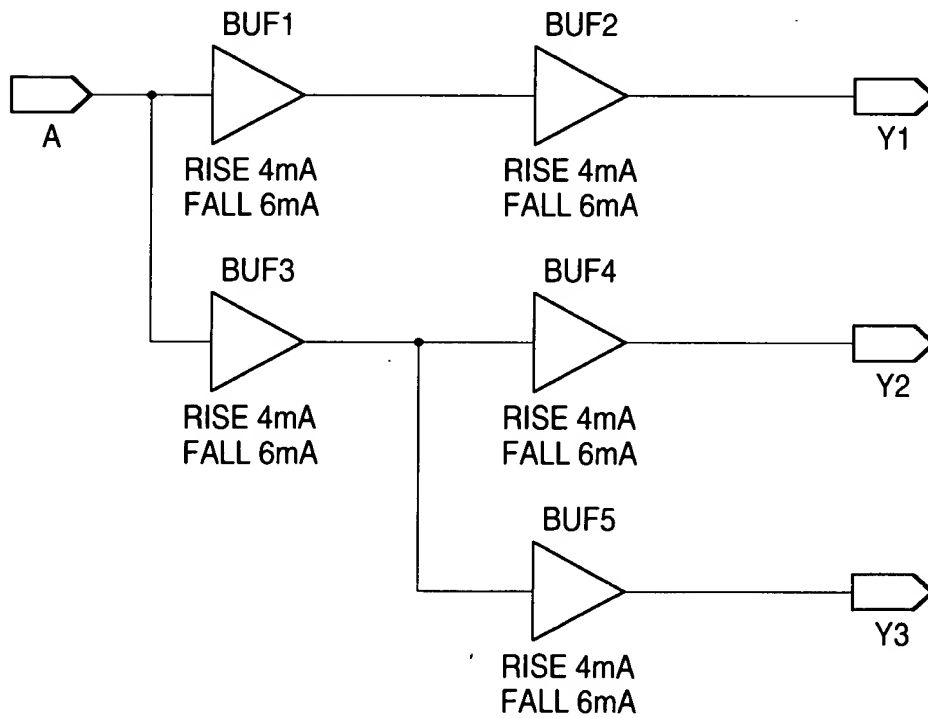 BUF1
BUF2
A
Y1
RISE 4mA
FALL 6mA
RISE 4mA
FALL 6mA
BUF3
BUF4
Y2
RISE 4mA
FALL 6mA
RISE 4mA
FALL 6mA
BUF5
Y3
RISE 4mA
FALL 6mA